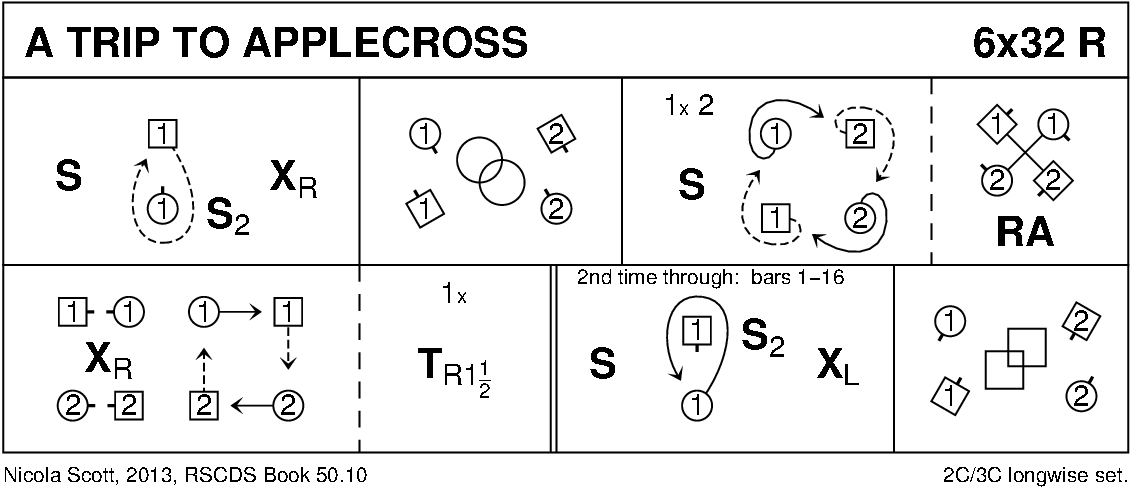 A TRIP TO APPLECROSS 6x32 R
S 1 1 S2 XR
1 2 1 2
1x 2
S 1 2 1 2
1 1 2 2
RA
1 1 1 1
XR
2 2 2 2
1x
TR1½
2nd time through: bars 1–16
S 1 S2 XL
1
1 2 1 2
Nicola Scott, 2013, RSCDS Book 50.10 2C/3C longwise set.